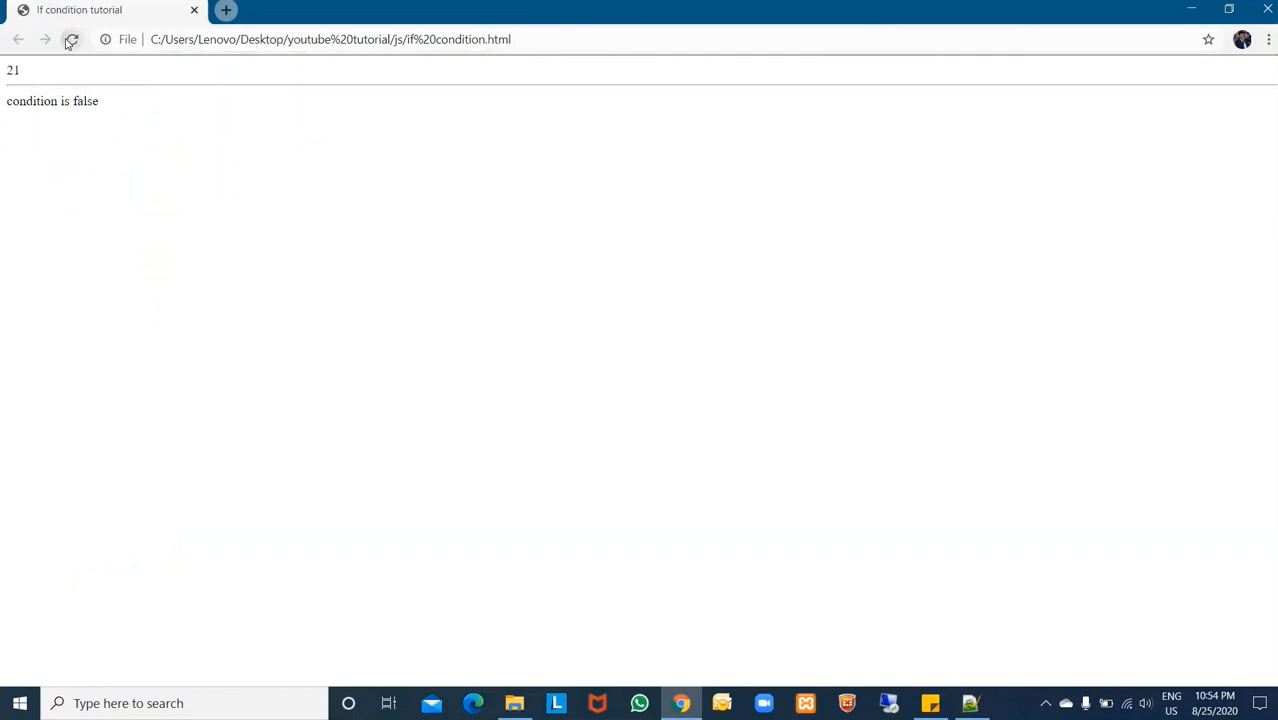 If condition tutorial
File C:/Users/Lenovo/Desktop/youtube%20tutorial/js/if%20condition.html
21
condition is false
Type here to search
L
ENG
US
10:54 PM
8/25/2020